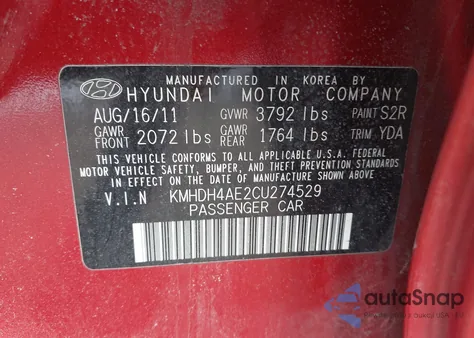 MANUFACTURED IN KOREA BY
HYUNDAI MOTOR COMPANY
AUG/16/11 GVWR 3792 lbs PAINT S2R
GAWR FRONT 2072 lbs GAWR REAR 1764 lbs TRIM YDA
THIS VEHICLE CONFORMS TO ALL APPLICABLE U.S.A. FEDERAL
MOTOR VEHICLE SAFETY, BUMPER, AND THEFT PREVENTION STANDARDS
IN EFFECT ON THE DATE OF MANUFACTURE SHOWN ABOVE.
V.I.N KMHDH4AE2CU274529
PASSENGER CAR
autoSnap